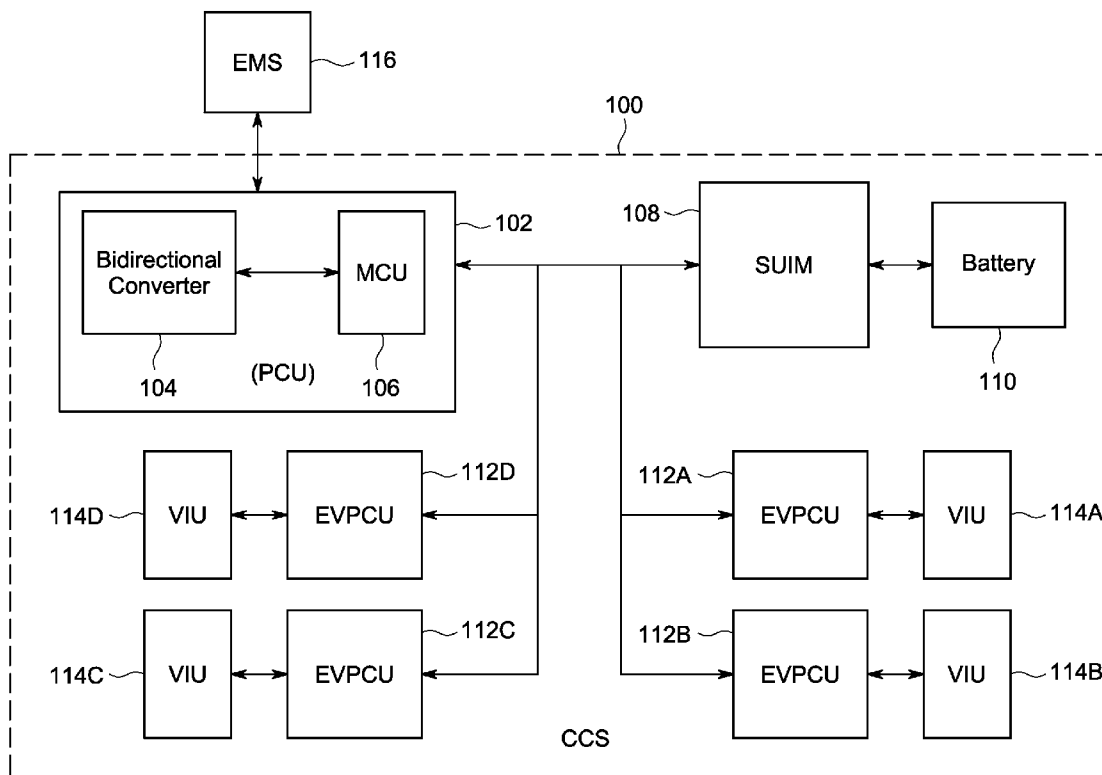 EMS
116
100
102
Bidirectional
Converter
MCU
104
(PCU)
106
108
SUIM
Battery
110
112D
114D
VIU
EVPCU
112A
EVPCU
VIU
114A
112C
114C
VIU
EVPCU
112B
EVPCU
VIU
114B
CCS